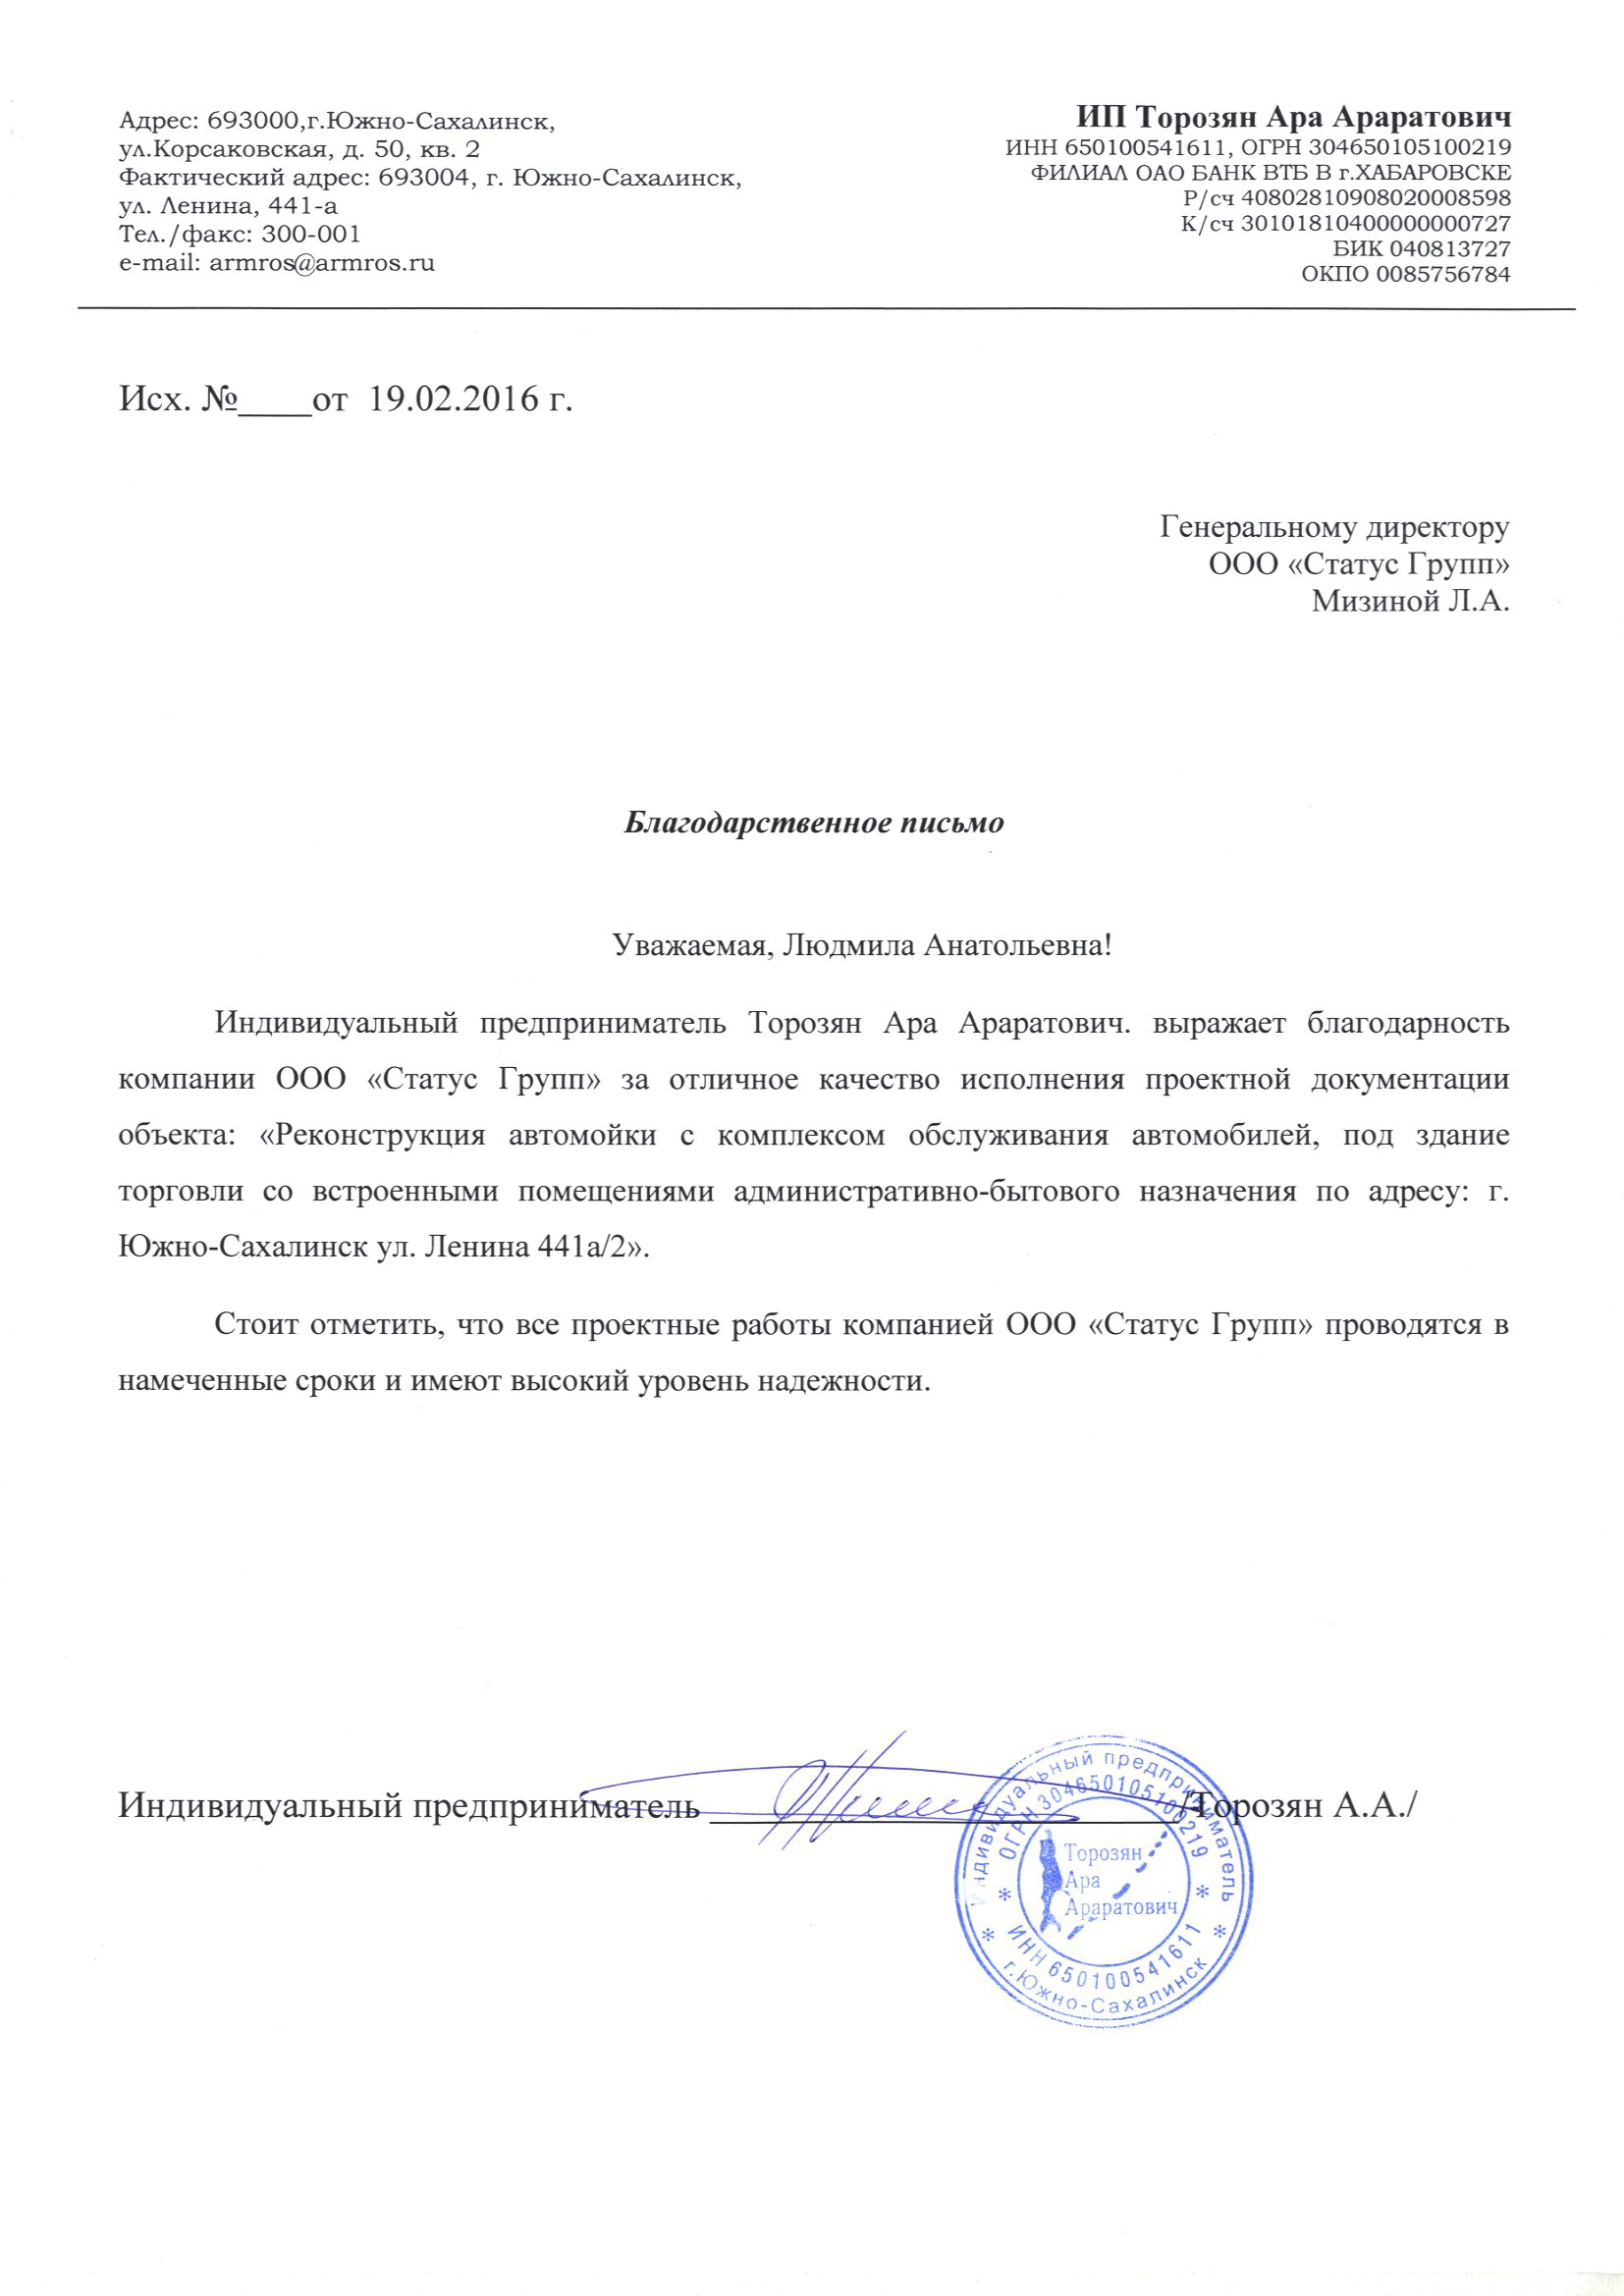 Адрес: 693000,г.Южно-Сахалинск,
ул.Корсаковская, д. 50, кв. 2
Фактический адрес: 693004, г. Южно-Сахалинск,
ул. Ленина, 441-а
Тел./факс: 300-001
e-mail: armros@armros.ru
ИП Торозян Ара Араратович
ИНН 650100541611, ОГРН 304650105100219
ФИЛИАЛ ОАО БАНК ВТБ В г.ХАБАРОВСКЕ
Р/сч 40802810908020008598
К/сч 30101810400000000727
БИК 040813727
ОКПО 0085756784
Исх. №____от 19.02.2016 г.
Генеральному директору
ООО «Статус Групп»
Мизиной Л.А.
Благодарственное письмо
Уважаемая, Людмила Анатольевна!
Индивидуальный предприниматель Торозян Ара Араратович. выражает благодарность
компании ООО «Статус Групп» за отличное качество исполнения проектной документации
объекта: «Реконструкция автомойки с комплексом обслуживания автомобилей, под здание
торговли со встроенными помещениями административно-бытового назначения по адресу: г.
Южно-Сахалинск ул. Ленина 441а/2».
Стоит отметить, что все проектные работы компанией ООО «Статус Групп» проводятся в
намеченные сроки и имеют высокий уровень надежности.
Индивидуальный предприниматель /Торозян А.А./
Индивидуальный предприниматель
ОГРН 304650105100219
Торозян
Ара
Араратович
ИНН 650100541611
г.Южно-Сахалинск